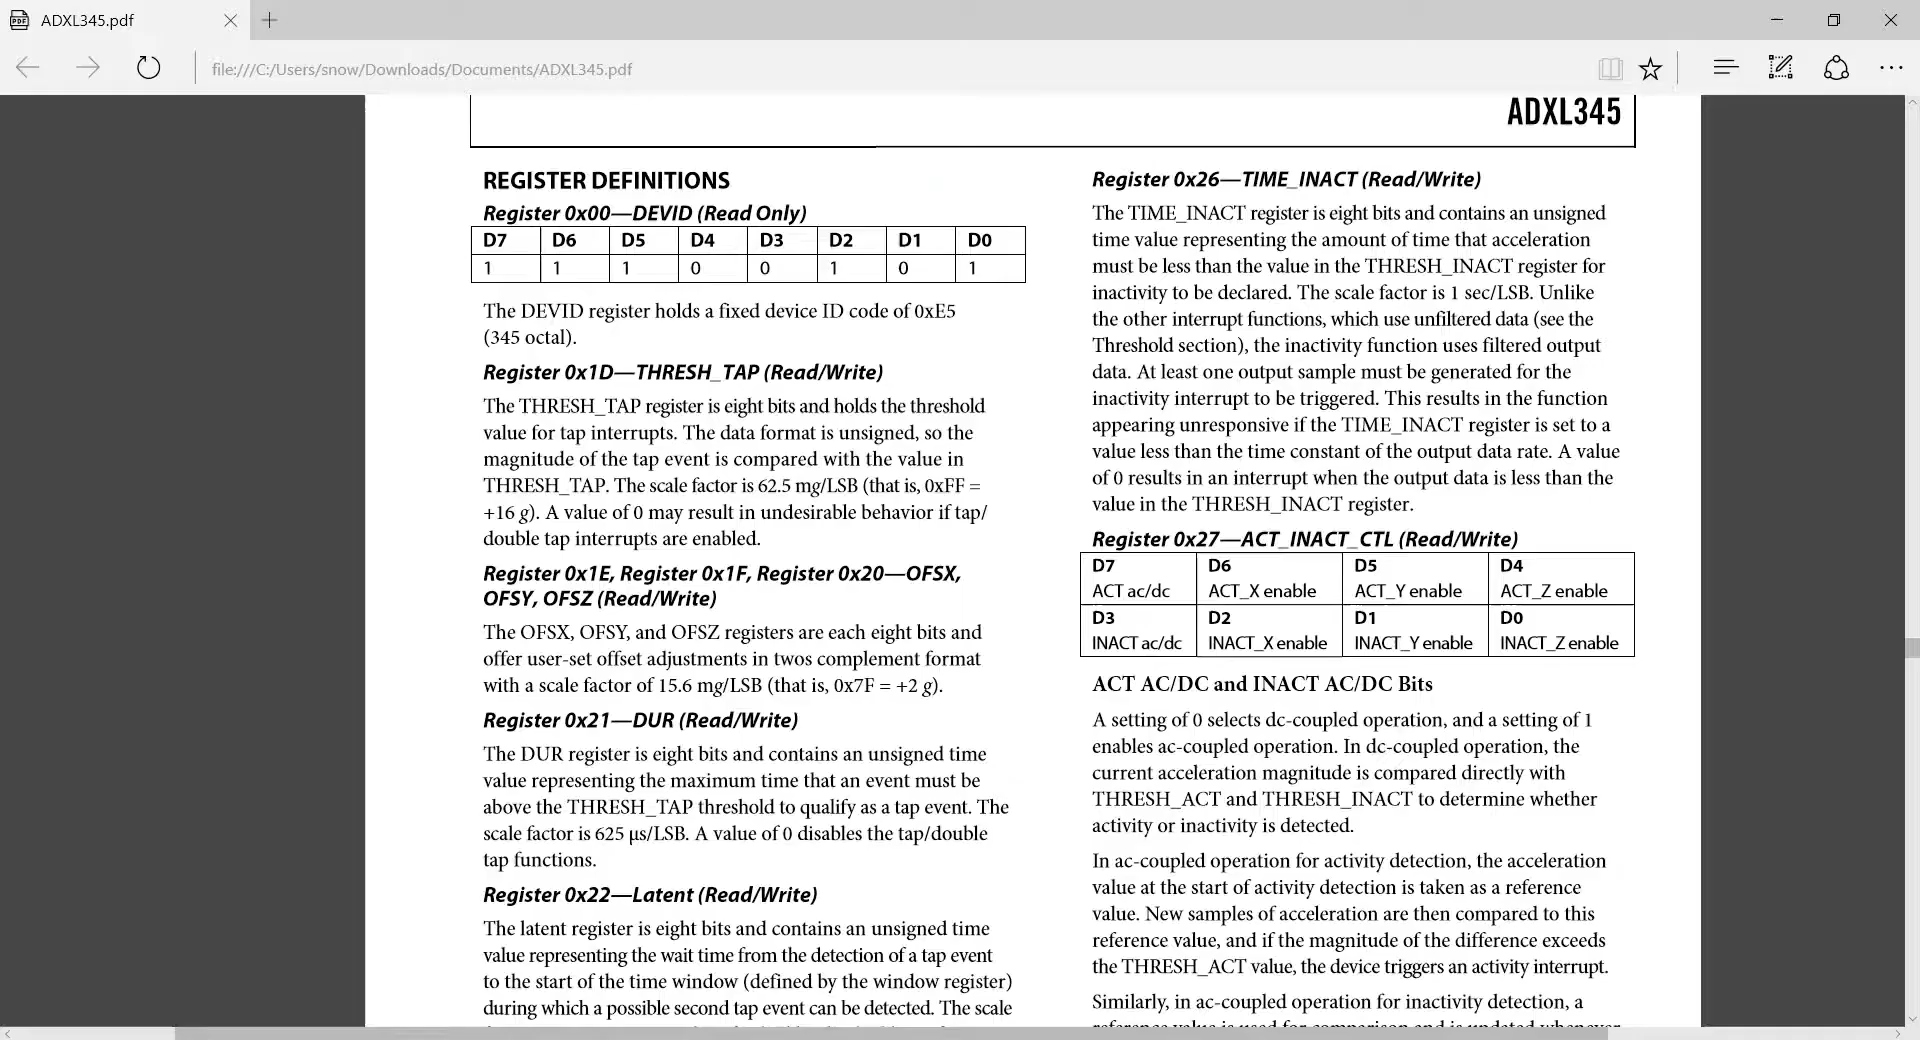 ADXL345.pdf
file:///C:/Users/snow/Downloads/Documents/ADXL345.pdf
ADXL345
REGISTER DEFINITIONS
Register 0x00—DEVID (Read Only)
D7 D6 D5 D4 D3 D2 D1 D0
1 1 1 0 0 1 0 1
The DEVID register holds a fixed device ID code of 0xE5
(345 octal).
Register 0x1D—THRESH_TAP (Read/Write)
The THRESH_TAP register is eight bits and holds the threshold
value for tap interrupts. The data format is unsigned, so the
magnitude of the tap event is compared with the value in
THRESH_TAP. The scale factor is 62.5 mg/LSB (that is, 0xFF =
+16 g). A value of 0 may result in undesirable behavior if tap/
double tap interrupts are enabled.
Register 0x1E, Register 0x1F, Register 0x20—OFSX,
OFSY, OFSZ (Read/Write)
The OFSX, OFSY, and OFSZ registers are each eight bits and
offer user-set offset adjustments in twos complement format
with a scale factor of 15.6 mg/LSB (that is, 0x7F = +2 g).
Register 0x21—DUR (Read/Write)
The DUR register is eight bits and contains an unsigned time
value representing the maximum time that an event must be
above the THRESH_TAP threshold to qualify as a tap event. The
scale factor is 625 µs/LSB. A value of 0 disables the tap/double
tap functions.
Register 0x22—Latent (Read/Write)
The latent register is eight bits and contains an unsigned time
value representing the wait time from the detection of a tap event
to the start of the time window (defined by the window register)
during which a possible second tap event can be detected. The scale
Register 0x26—TIME_INACT (Read/Write)
The TIME_INACT register is eight bits and contains an unsigned
time value representing the amount of time that acceleration
must be less than the value in the THRESH_INACT register for
inactivity to be declared. The scale factor is 1 sec/LSB. Unlike
the other interrupt functions, which use unfiltered data (see the
Threshold section), the inactivity function uses filtered output
data. At least one output sample must be generated for the
inactivity interrupt to be triggered. This results in the function
appearing unresponsive if the TIME_INACT register is set to a
value less than the time constant of the output data rate. A value
of 0 results in an interrupt when the output data is less than the
value in the THRESH_INACT register.
Register 0x27—ACT_INACT_CTL (Read/Write)
D7 D6 D5 D4
ACT ac/dc ACT_X enable ACT_Y enable ACT_Z enable
D3 D2 D1 D0
INACT ac/dc INACT_X enable INACT_Y enable INACT_Z enable
ACT AC/DC and INACT AC/DC Bits
A setting of 0 selects dc-coupled operation, and a setting of 1
enables ac-coupled operation. In dc-coupled operation, the
current acceleration magnitude is compared directly with
THRESH_ACT and THRESH_INACT to determine whether
activity or inactivity is detected.
In ac-coupled operation for activity detection, the acceleration
value at the start of activity detection is taken as a reference
value. New samples of acceleration are then compared to this
reference value, and if the magnitude of the difference exceeds
the THRESH_ACT value, the device triggers an activity interrupt.
Similarly, in ac-coupled operation for inactivity detection, a
reference value is used for comparison and is updated whenever